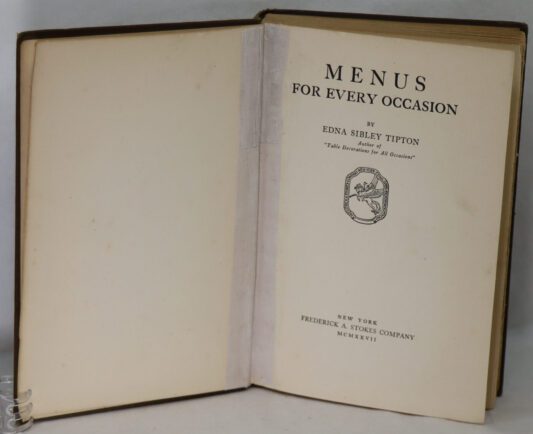 MENUS
FOR EVERY OCCASION
BY
EDNA SIBLEY TIPTON
Author of
"Table Decorations for All Occasions"
NEW YORK
FREDERICK A. STOKES COMPANY
MCMXXVII